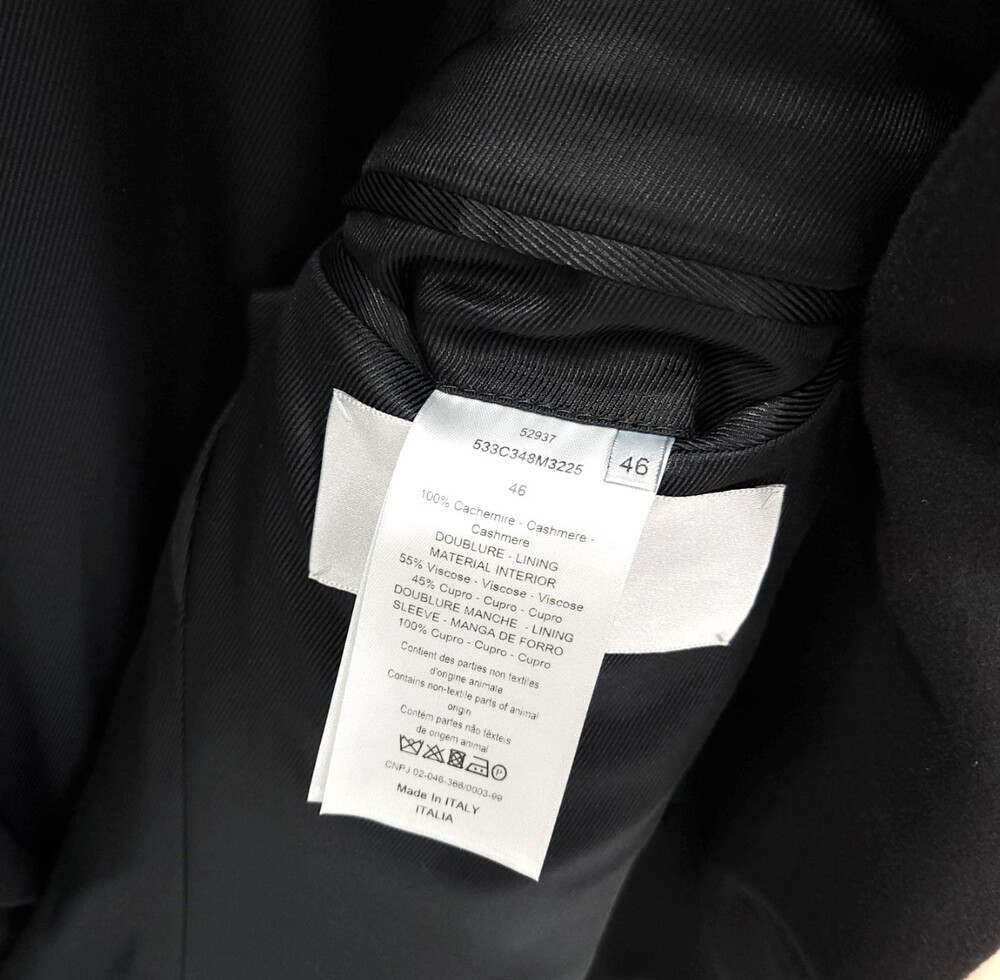 52937
533C348M3225
46
46
100% Cachemire - Cashmere -
Cashmere
DOUBLURE - LINING
MATERIAL INTERIOR
55% Viscose - Viscose - Viscose
45% Cupro - Cupro - Cupro
DOUBLURE MANCHE - LINING
SLEEVE - MANGA DE FORRO
100% Cupro - Cupro - Cupro
Contient des parties non textiles
d'origine animale
Contains non-textile parts of animal
origin
Contém partes não têxteis
de origem animal
P
CNPJ 02-046-366/0003-99
Made In ITALY
ITALIA